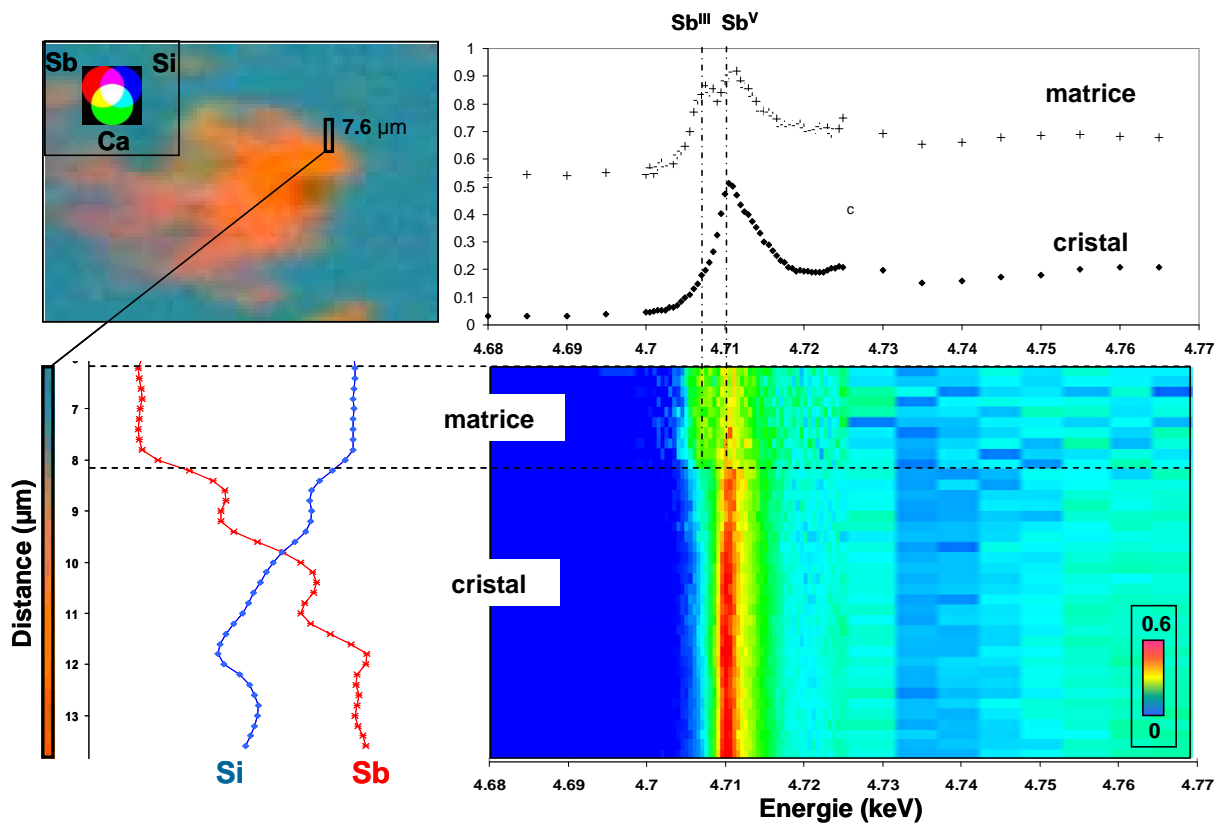 Sb^III Sb^V
Sb Si
Ca
7.6 µm
1
0.9
0.8
0.7
0.6
0.5
0.4
0.3
0.2
0.1
0
matrice
c
cristal
4.68 4.69 4.7 4.71 4.72 4.73 4.74 4.75 4.76 4.77
Distance (µm)
7
8
9
10
11
12
13
Si Sb
matrice
cristal
0.6
0
4.68 4.69 4.7 4.71 4.72 4.73 4.74 4.75 4.76 4.77
Energie (keV)